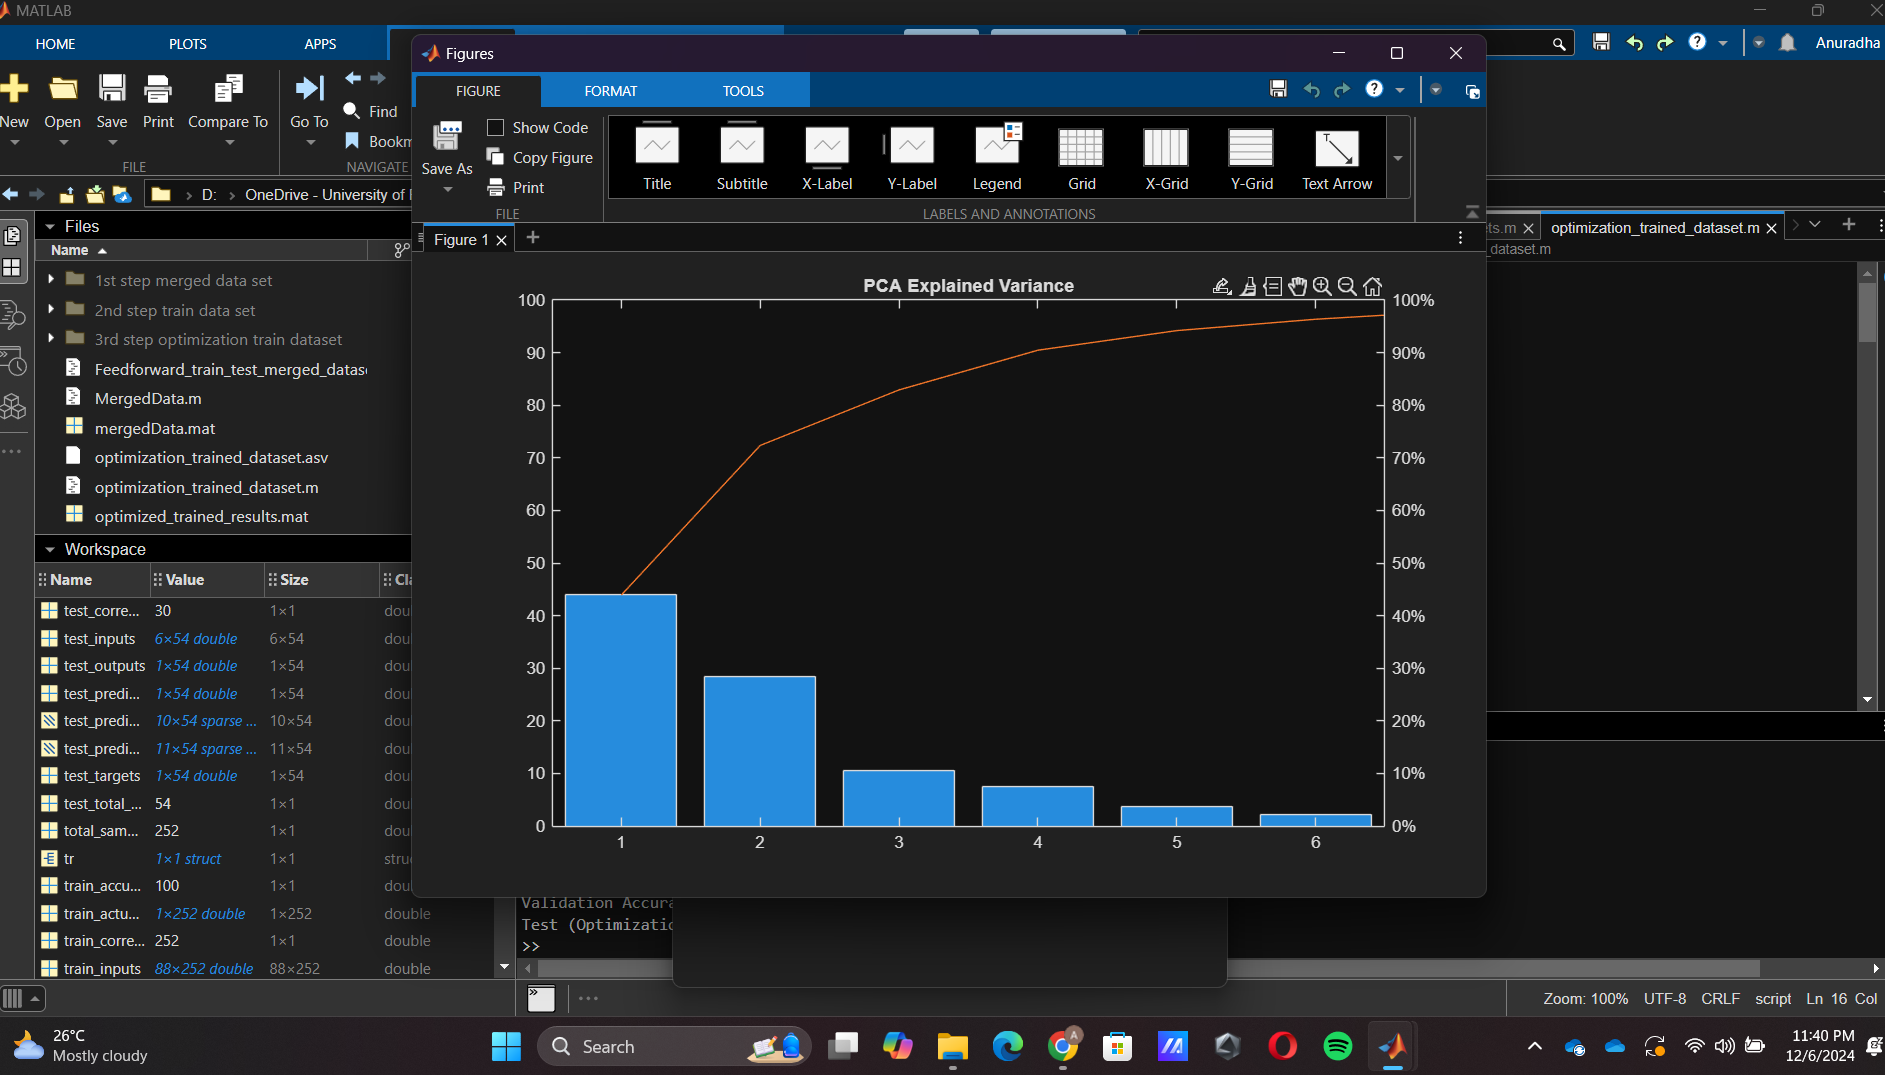 MATLAB
HOME PLOTS APPS
Anuradha
New Open Save Print Compare To Go To Find
FILE NAVIGATE
D: OneDrive - University of
Files
Name
1st step merged data set
2nd step train data set
3rd step optimization train dataset
Feedforward_train_test_merged_datas
MergedData.m
mergedData.mat
optimization_trained_dataset.asv
optimization_trained_dataset.m
optimized_trained_results.mat
Workspace
Name Value Size Cl
test_corre... 30 1×1 dou
test_inputs 6×54 double 6×54 dou
test_outputs 1×54 double 1×54 dou
test_predi... 1×54 double 1×54 dou
test_predi... 10×54 sparse ... 10×54 dou
test_predi... 11×54 sparse ... 11×54 dou
test_targets 1×54 double 1×54 dou
test_total_... 54 1×1 dou
total_sam... 252 1×1 dou
tr 1×1 struct 1×1 stru
train_accu... 100 1×1 dou
train_actu... 1×252 double 1×252 double
train_corre... 252 1×1 double
train_inputs 88×252 double 88×252 double
Figures
FIGURE FORMAT TOOLS
Save As
Show Code
Copy Figure
Print
FILE
Title Subtitle X-Label Y-Label Legend Grid X-Grid Y-Grid Text Arrow
LABELS AND ANNOTATIONS
Figure 1
PCA Explained Variance
100 100%
90 90%
80 80%
70 70%
60 60%
50 50%
40 40%
30 30%
20 20%
10 10%
0 0%
1 2 3 4 5 6
ts.m optimization_trained_dataset.m
_dataset.m
Validation Accura
Test (Optimizatio
>>
Zoom: 100% UTF-8 CRLF script Ln 16 Col
26°C
Mostly cloudy
Search
11:40 PM
12/6/2024